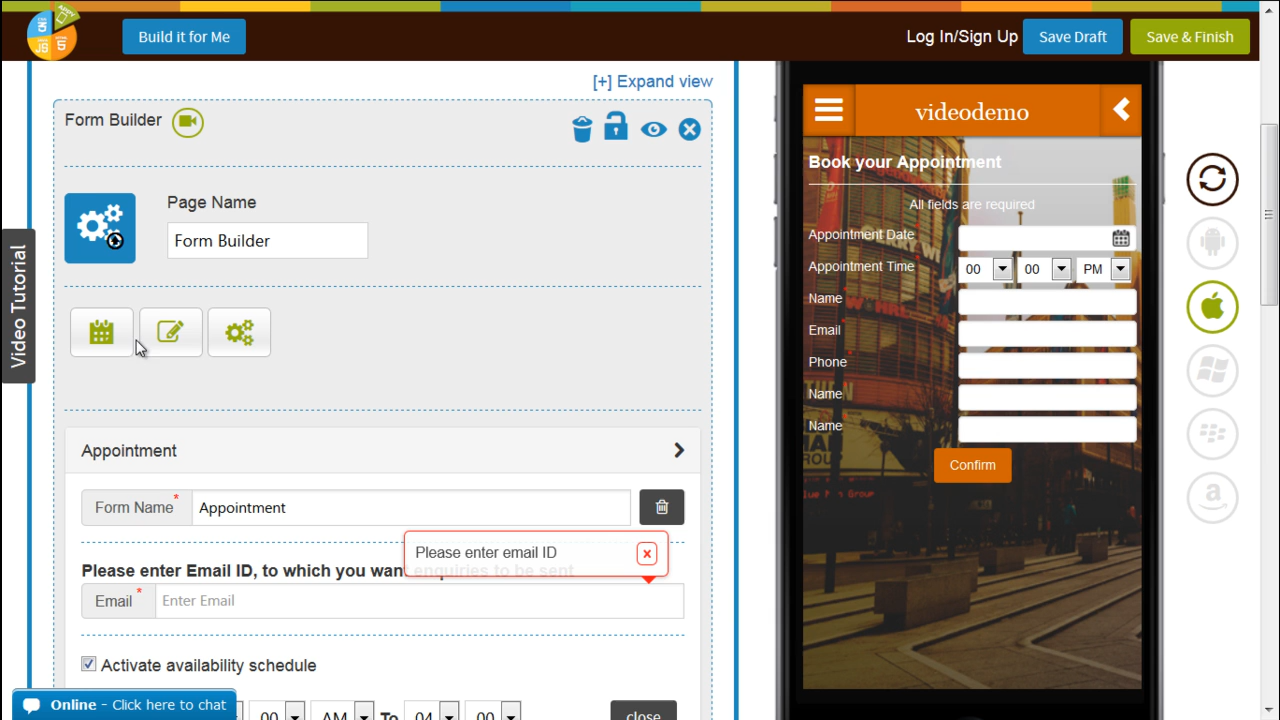 Build it for Me
Log In/Sign Up
Save Draft
Save & Finish
[+] Expand view
Form Builder
Page Name
Form Builder
Video Tutorial
Appointment
Form Name*
Appointment
Please enter email ID
Please enter Email ID, to which you want enquiries to be sent
Email*
Enter Email
Activate availability schedule
00
AM
To
04
00
close
Online - Click here to chat
videodemo
Book your Appointment
All fields are required
Appointment Date
Appointment Time
00
00
PM
Name
Email
Phone
Name
Name
Confirm